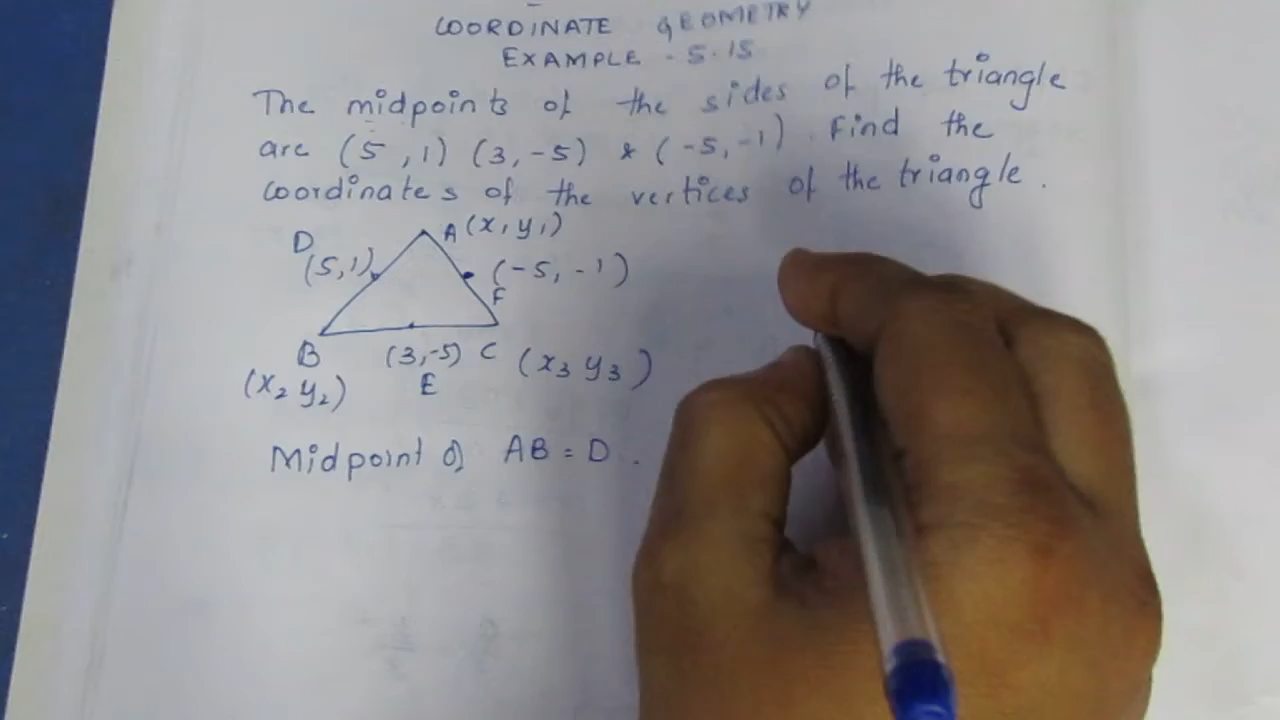 COORDINATE GEOMETRY
EXAMPLE - 5.15
The midpoints of the sides of the triangle
are (5,1) (3,-5) & (-5,-1). Find the
coordinates of the vertices of the triangle.
D A (x, y1)
(5,1) (-5, -1)
F
B (3,-5) C (x3 y3)
(x2 y2) E
Midpoint of AB = D.